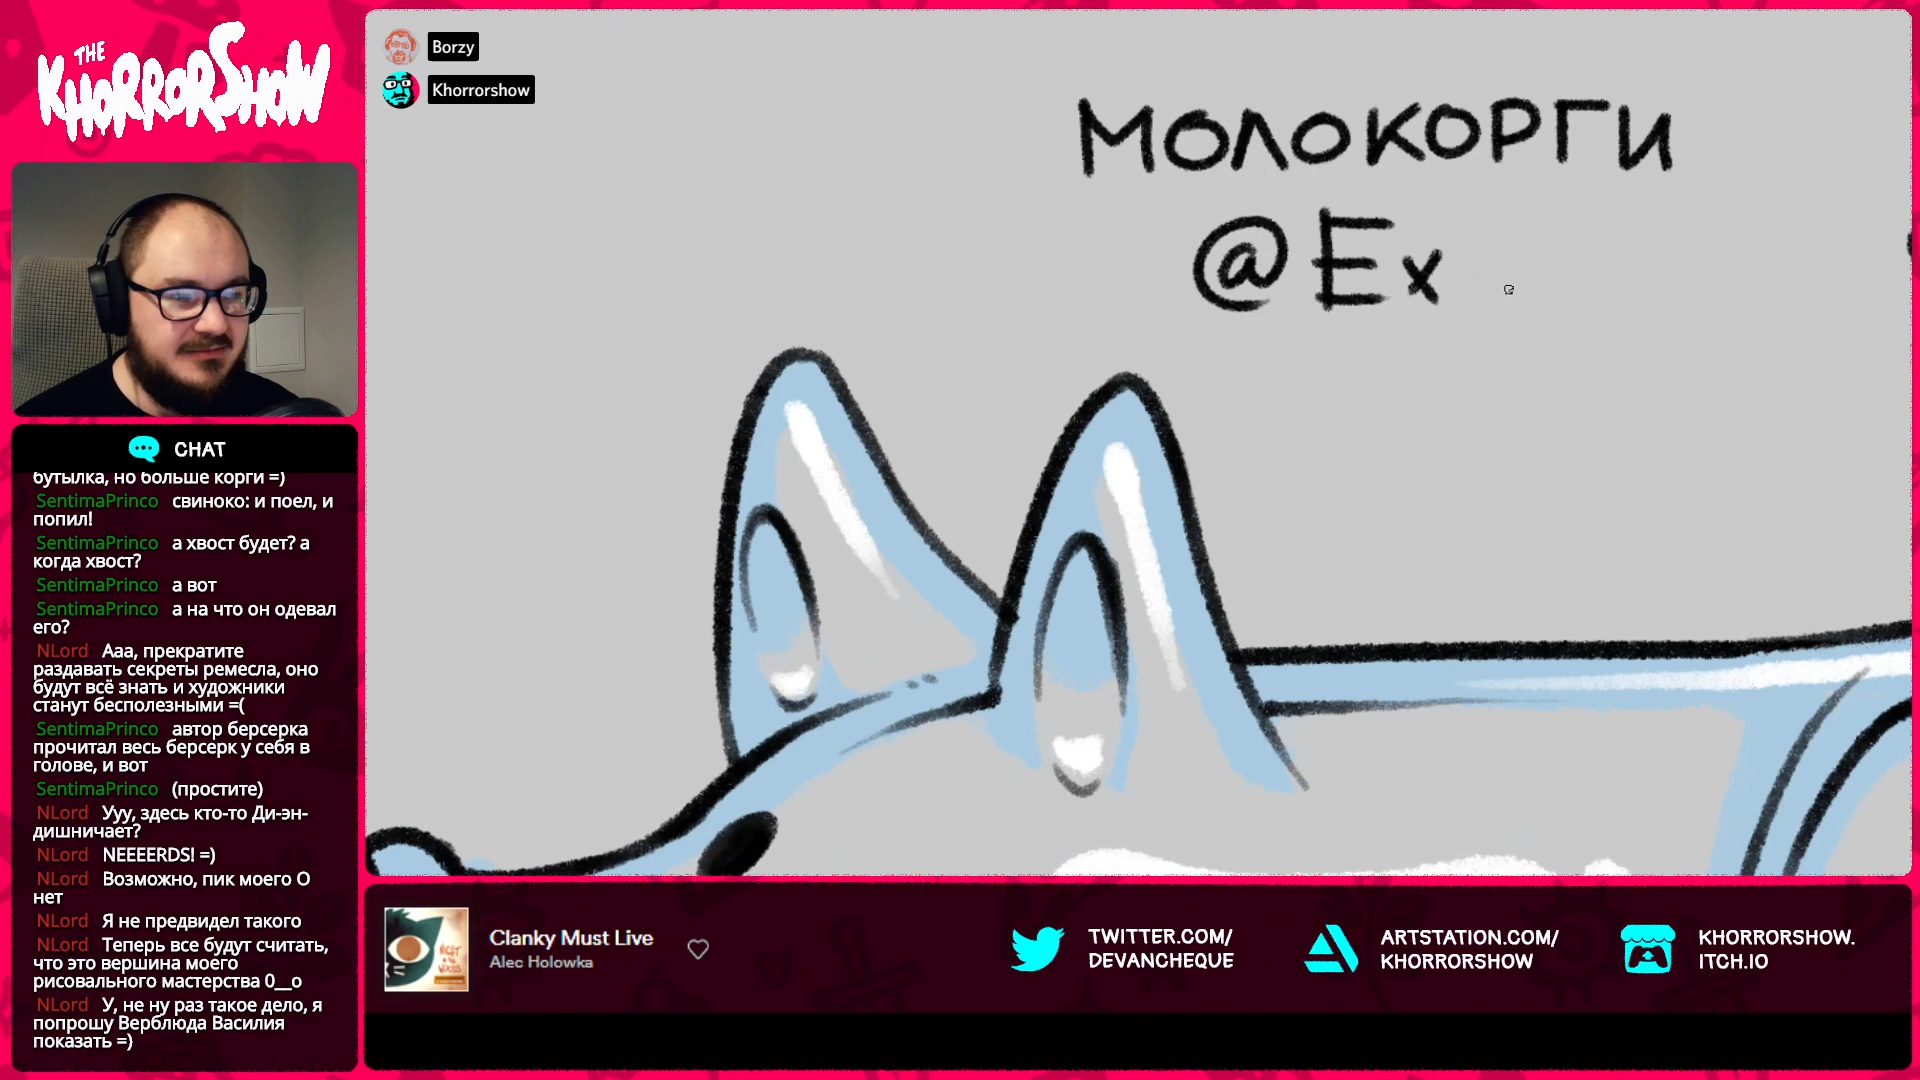 THE
KHORRORSHOW
Borzy
Khorrorshow
МОЛОКОРГИ
@Ex
CHAT
бутылка, но больше корги =)
SentimaPrinco свиноко: и поел, и
попил!
SentimaPrinco а хвост будет? а
когда хвост?
SentimaPrinco а вот
SentimaPrinco а на что он одевал
его?
NLord Ааа, прекратите
раздавать секреты ремесла, оно
будут всё знать и художники
станут бесполезными =(
SentimaPrinco автор берсерка
прочитал весь берсерк у себя в
голове, и вот
SentimaPrinco (простите)
NLord Ууу, здесь кто-то Ди-эн-
дишничает?
NLord NEEEERDS! =)
NLord Возможно, пик моего О
нет
NLord Я не предвидел такого
NLord Теперь все будут считать,
что это вершина моего
рисовального мастерства 0__о
NLord У, не ну раз такое дело, я
попрошу Верблюда Василия
показать =)
Clanky Must Live
Alec Holowka
TWITTER.COM/
DEVANCHEQUE
ARTSTATION.COM/
KHORRORSHOW
KHORRORSHOW.
ITCH.IO